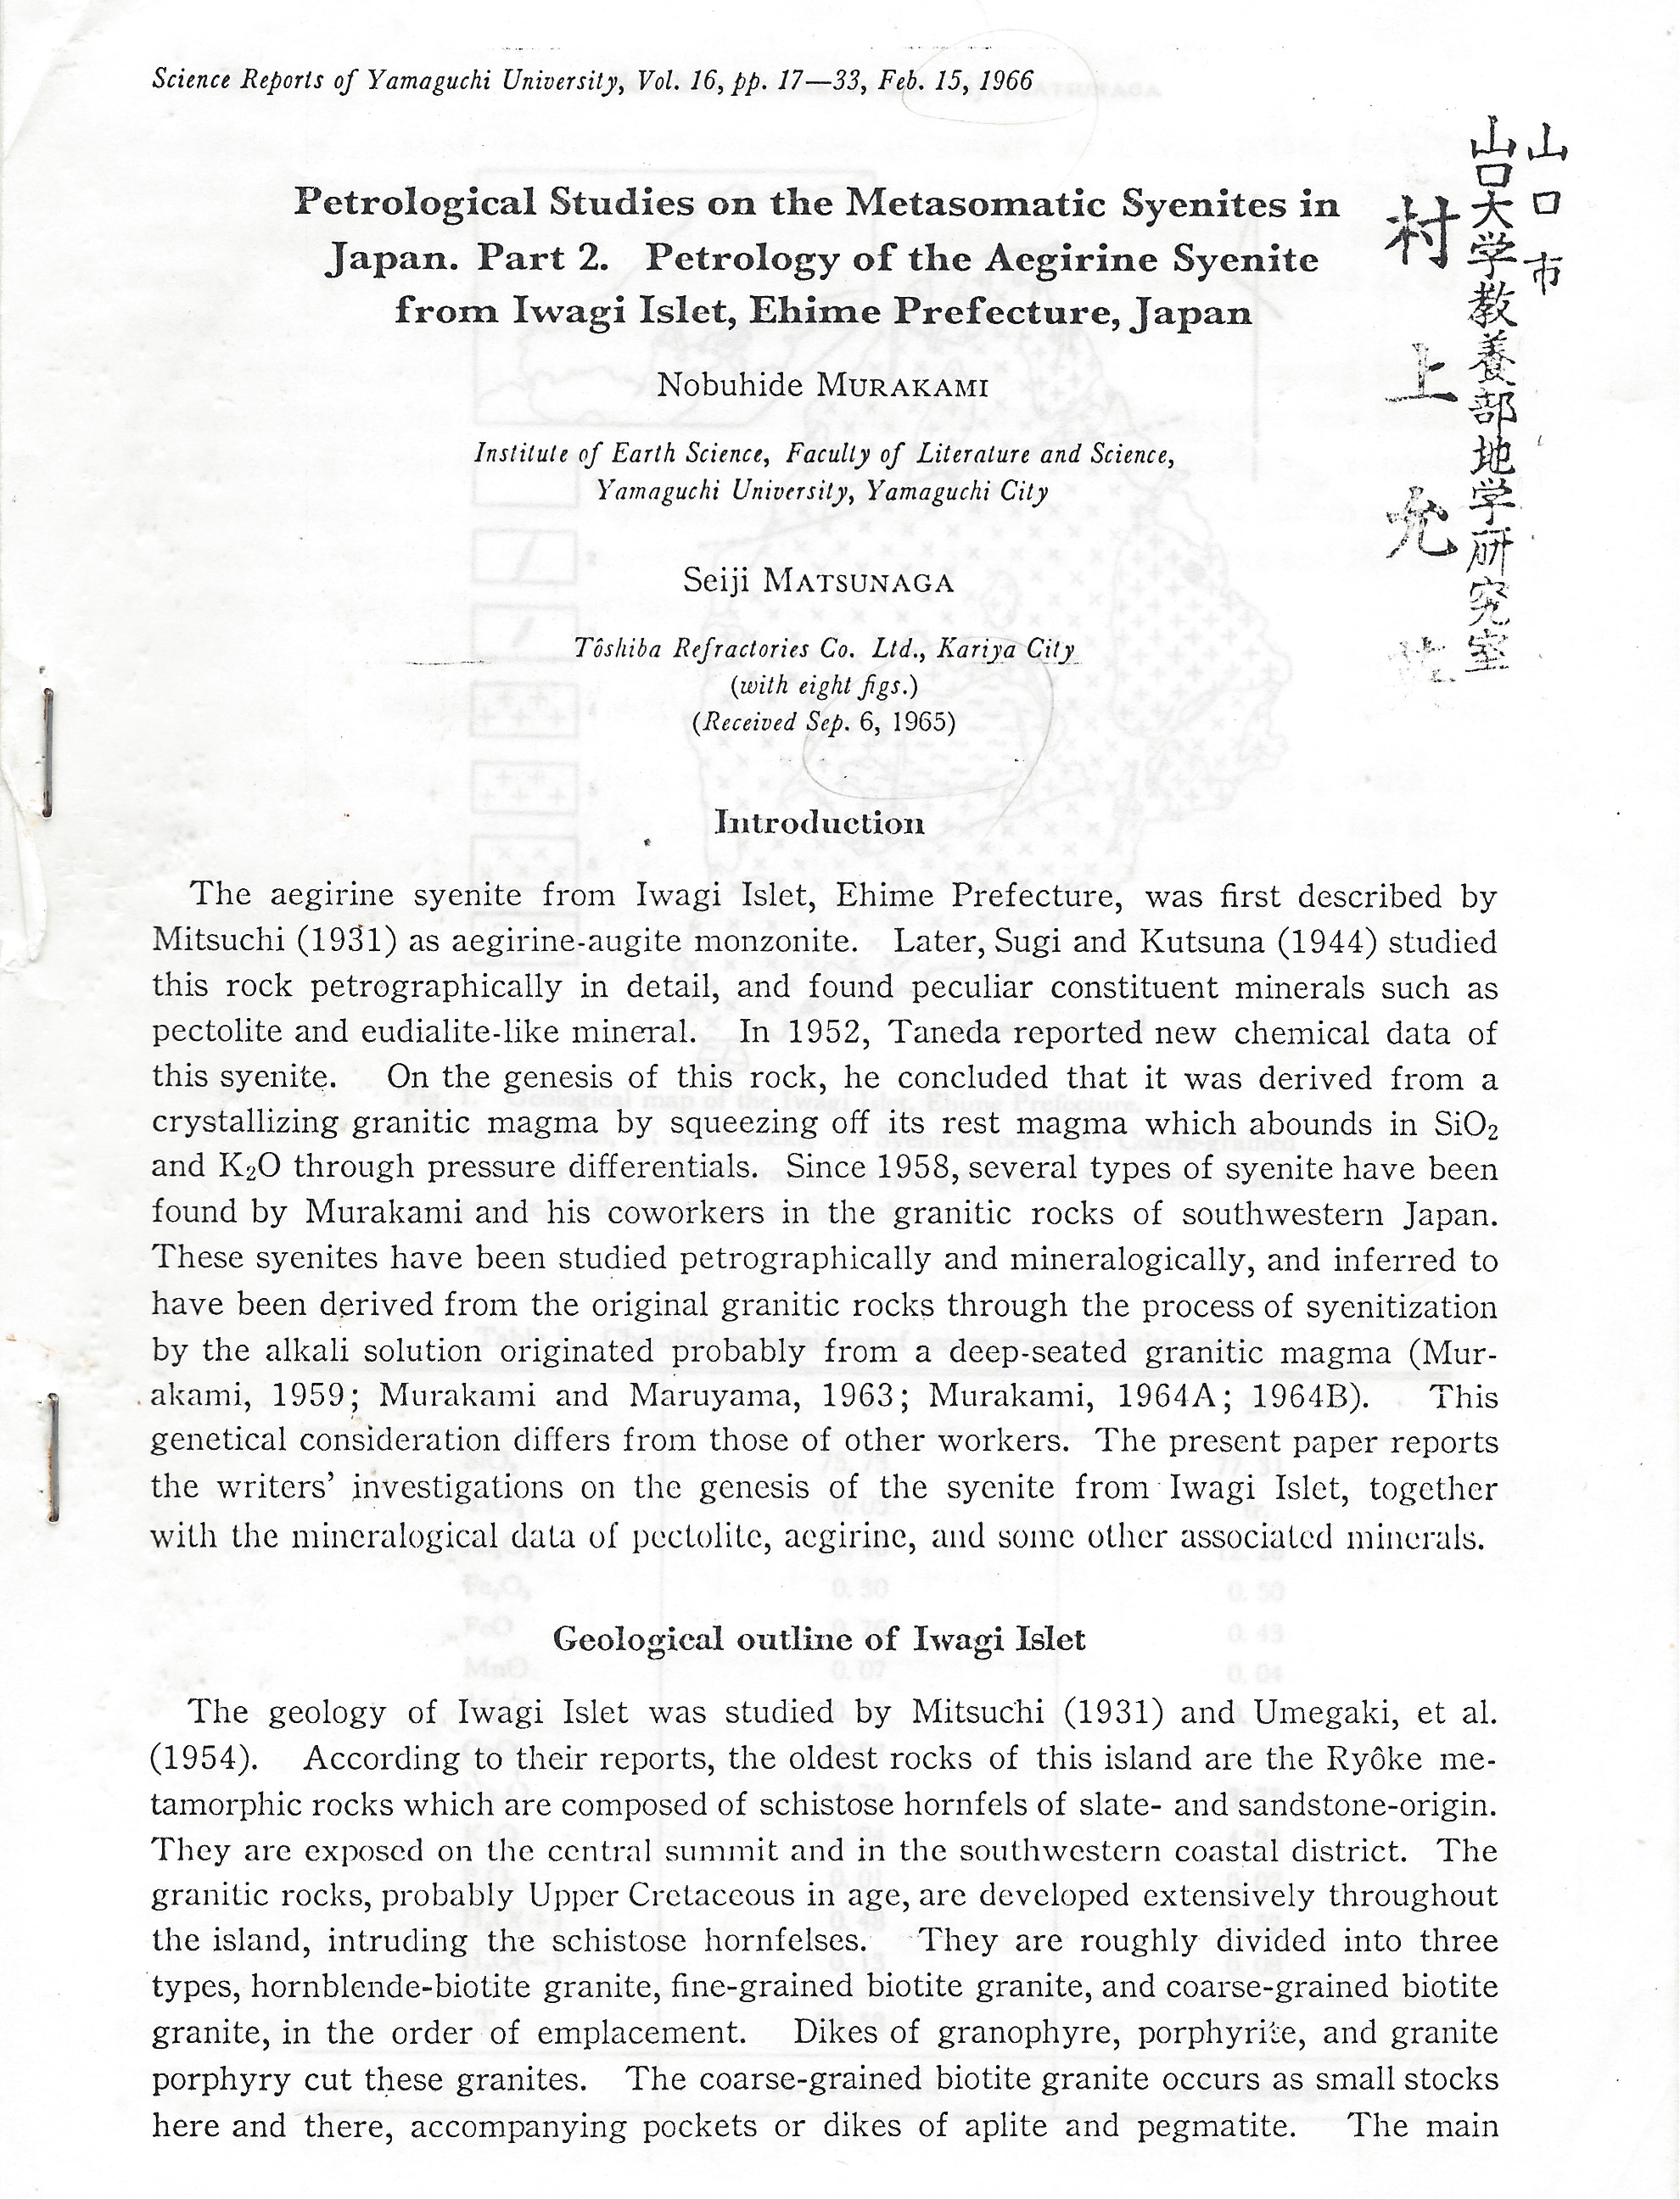 Science Reports of Yamaguchi University, Vol. 16, pp. 17—33, Feb. 15, 1966
山口市
山口大学教養部地学研究室
村上允
Petrological Studies on the Metasomatic Syenites in
Japan. Part 2. Petrology of the Aegirine Syenite
from Iwagi Islet, Ehime Prefecture, Japan
Nobuhide MURAKAMI
Institute of Earth Science, Faculty of Literature and Science,
Yamaguchi University, Yamaguchi City
Seiji MATSUNAGA
Tôshiba Refractories Co. Ltd., Kariya City
(with eight figs.)
(Received Sep. 6, 1965)
Introduction
The aegirine syenite from Iwagi Islet, Ehime Prefecture, was first described by
Mitsuchi (1931) as aegirine-augite monzonite. Later, Sugi and Kutsuna (1944) studied
this rock petrographically in detail, and found peculiar constituent minerals such as
pectolite and eudialite-like mineral. In 1952, Taneda reported new chemical data of
this syenite. On the genesis of this rock, he concluded that it was derived from a
crystallizing granitic magma by squeezing off its rest magma which abounds in SiO₂
and K₂O through pressure differentials. Since 1958, several types of syenite have been
found by Murakami and his coworkers in the granitic rocks of southwestern Japan.
These syenites have been studied petrographically and mineralogically, and inferred to
have been derived from the original granitic rocks through the process of syenitization
by the alkali solution originated probably from a deep-seated granitic magma (Mur-
akami, 1959; Murakami and Maruyama, 1963; Murakami, 1964A; 1964B). This
genetical consideration differs from those of other workers. The present paper reports
the writers’ investigations on the genesis of the syenite from Iwagi Islet, together
with the mineralogical data of pectolite, aegirine, and some other associated minerals.
Geological outline of Iwagi Islet
The geology of Iwagi Islet was studied by Mitsuchi (1931) and Umegaki, et al.
(1954). According to their reports, the oldest rocks of this island are the Ryôke me-
tamorphic rocks which are composed of schistose hornfels of slate- and sandstone-origin.
They are exposed on the central summit and in the southwestern coastal district. The
granitic rocks, probably Upper Cretaceous in age, are developed extensively throughout
the island, intruding the schistose hornfelses. They are roughly divided into three
types, hornblende-biotite granite, fine-grained biotite granite, and coarse-grained biotite
granite, in the order of emplacement. Dikes of granophyre, porphyrite, and granite
porphyry cut these granites. The coarse-grained biotite granite occurs as small stocks
here and there, accompanying pockets or dikes of aplite and pegmatite. The main